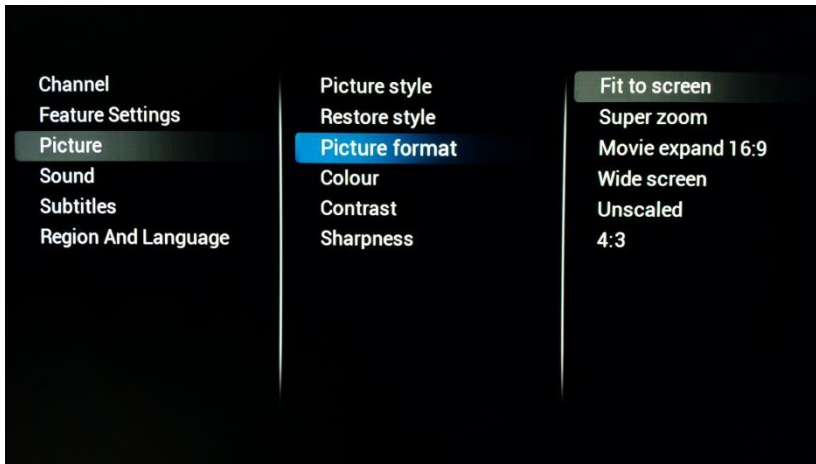 Channel
Feature Settings
Picture
Sound
Subtitles
Region And Language
Picture style
Restore style
Picture format
Colour
Contrast
Sharpness
Fit to screen
Super zoom
Movie expand 16:9
Wide screen
Unscaled
4:3